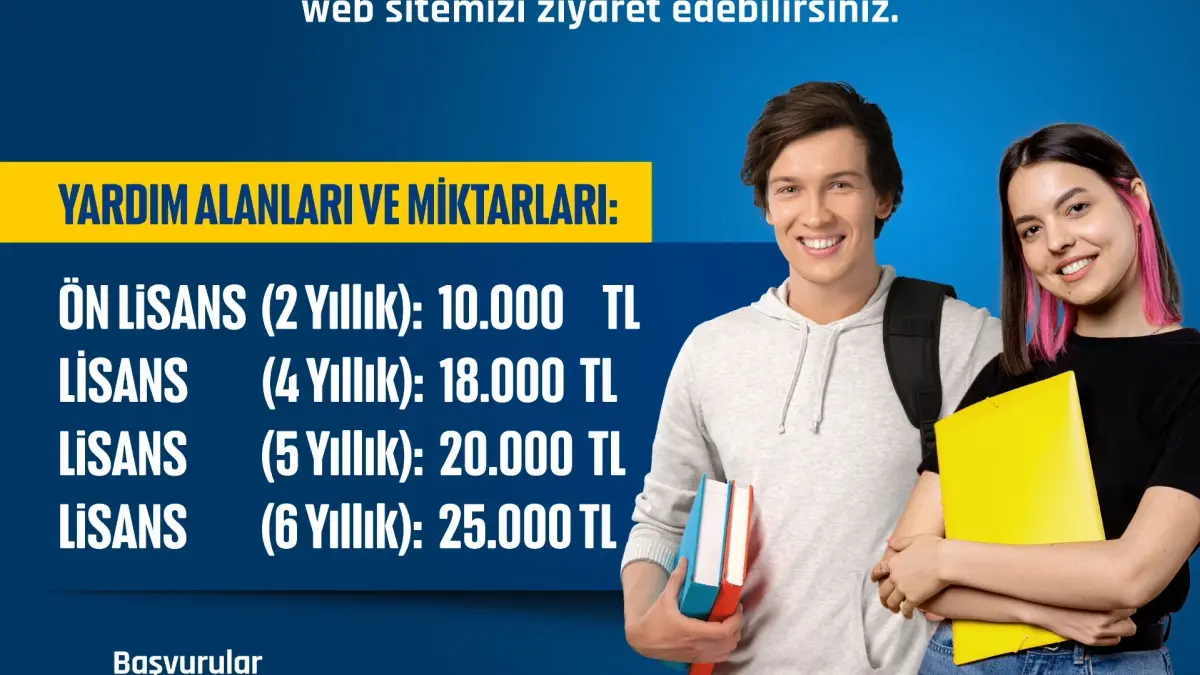 web sitemizi ziyaret edebilirsiniz.
YARDIM ALANLARI VE MİKTARLARI:
ÖN LiSANS (2 Yıllık): 10.000 TL
LİSANS (4 Yıllık): 18.000 TL
LiSANS (5 Yıllık): 20.000 TL
LiSANS (6 Yıllık): 25.000 TL
Başvurular